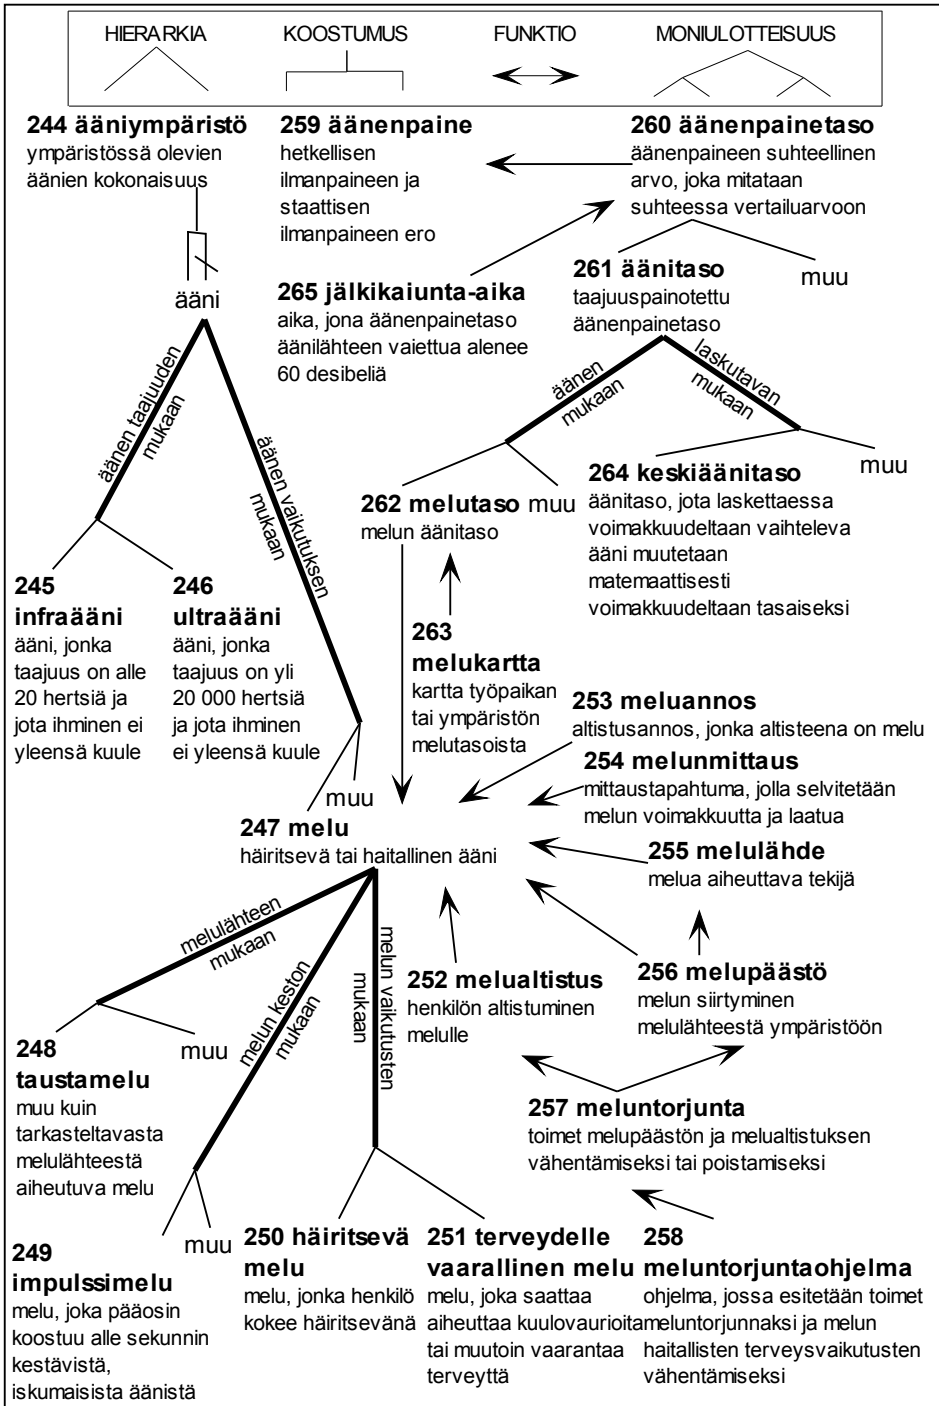 HIERARKIA
KOOSTUMUS
FUNKTIO
MONIULOTTEISUUS
244 ääniympäristö
ympäristössä olevien
äänien kokonaisuus
259 äänenpaine
hetkellisen
ilmanpaineen ja
staattisen
ilmanpaineen ero
260 äänenpainetaso
äänenpaineen suhteellinen
arvo, joka mitataan
suhteessa vertailuarvoon
ääni
265 jälkikaiunta-aika
aika, jona äänenpainetaso
äänilähteen vaiettua alenee
60 desibeliä
261 äänitaso
taajuuspainotettu
äänenpainetaso
muu
äänen taajuuden
mukaan
äänen vaikutuksen
mukaan
äänen
mukaan
laskutavan
mukaan
262 melutaso
melun äänitaso
muu
264 keskiäänitaso
äänitaso, jota laskettaessa
voimakkuudeltaan vaihteleva
ääni muutetaan
matemaattisesti
voimakkuudeltaan tasaiseksi
muu
245
infraääni
ääni, jonka
taajuus on alle
20 hertsiä ja
jota ihminen ei
yleensä kuule
246
ultraääni
ääni, jonka
taajuus on yli
20 000 hertsiä
ja jota ihminen
ei yleensä kuule
263
melukartta
kartta työpaikan
tai ympäristön
melutasoista
253 meluannos
altistusannos, jonka altisteena on melu
254 melunmittaus
mittaustapahtuma, jolla selvitetään
melun voimakkuutta ja laatua
muu
247 melu
häiritsevä tai haitallinen ääni
255 melulähde
melua aiheuttava tekijä
melulähteen
mukaan
melun keston
mukaan
melun vaikutusten
mukaan
252 melualtistus
henkilön altistuminen
melulle
256 melupäästö
melun siirtyminen
melulähteestä ympäristöön
248
taustamelu
muu kuin
tarkasteltavasta
melulähteestä
aiheutuva melu
muu
257 meluntorjunta
toimet melupäästön ja melualtistuksen
vähentämiseksi tai poistamiseksi
249
impulssimelu
melu, joka pääosin
koostuu alle sekunnin
kestävistä,
iskumaisista äänistä
muu
250 häiritsevä
melu
melu, jonka henkilö
kokee häiritsevänä
251 terveydelle
vaarallinen melu
melu, joka saattaa
aiheuttaa kuulovaurioita
tai muutoin vaarantaa
terveyttä
258
meluntorjuntaohjelma
ohjelma, jossa esitetään toimet
meluntorjunnaksi ja melun
haitallisten terveysvaikutusten
vähentämiseksi